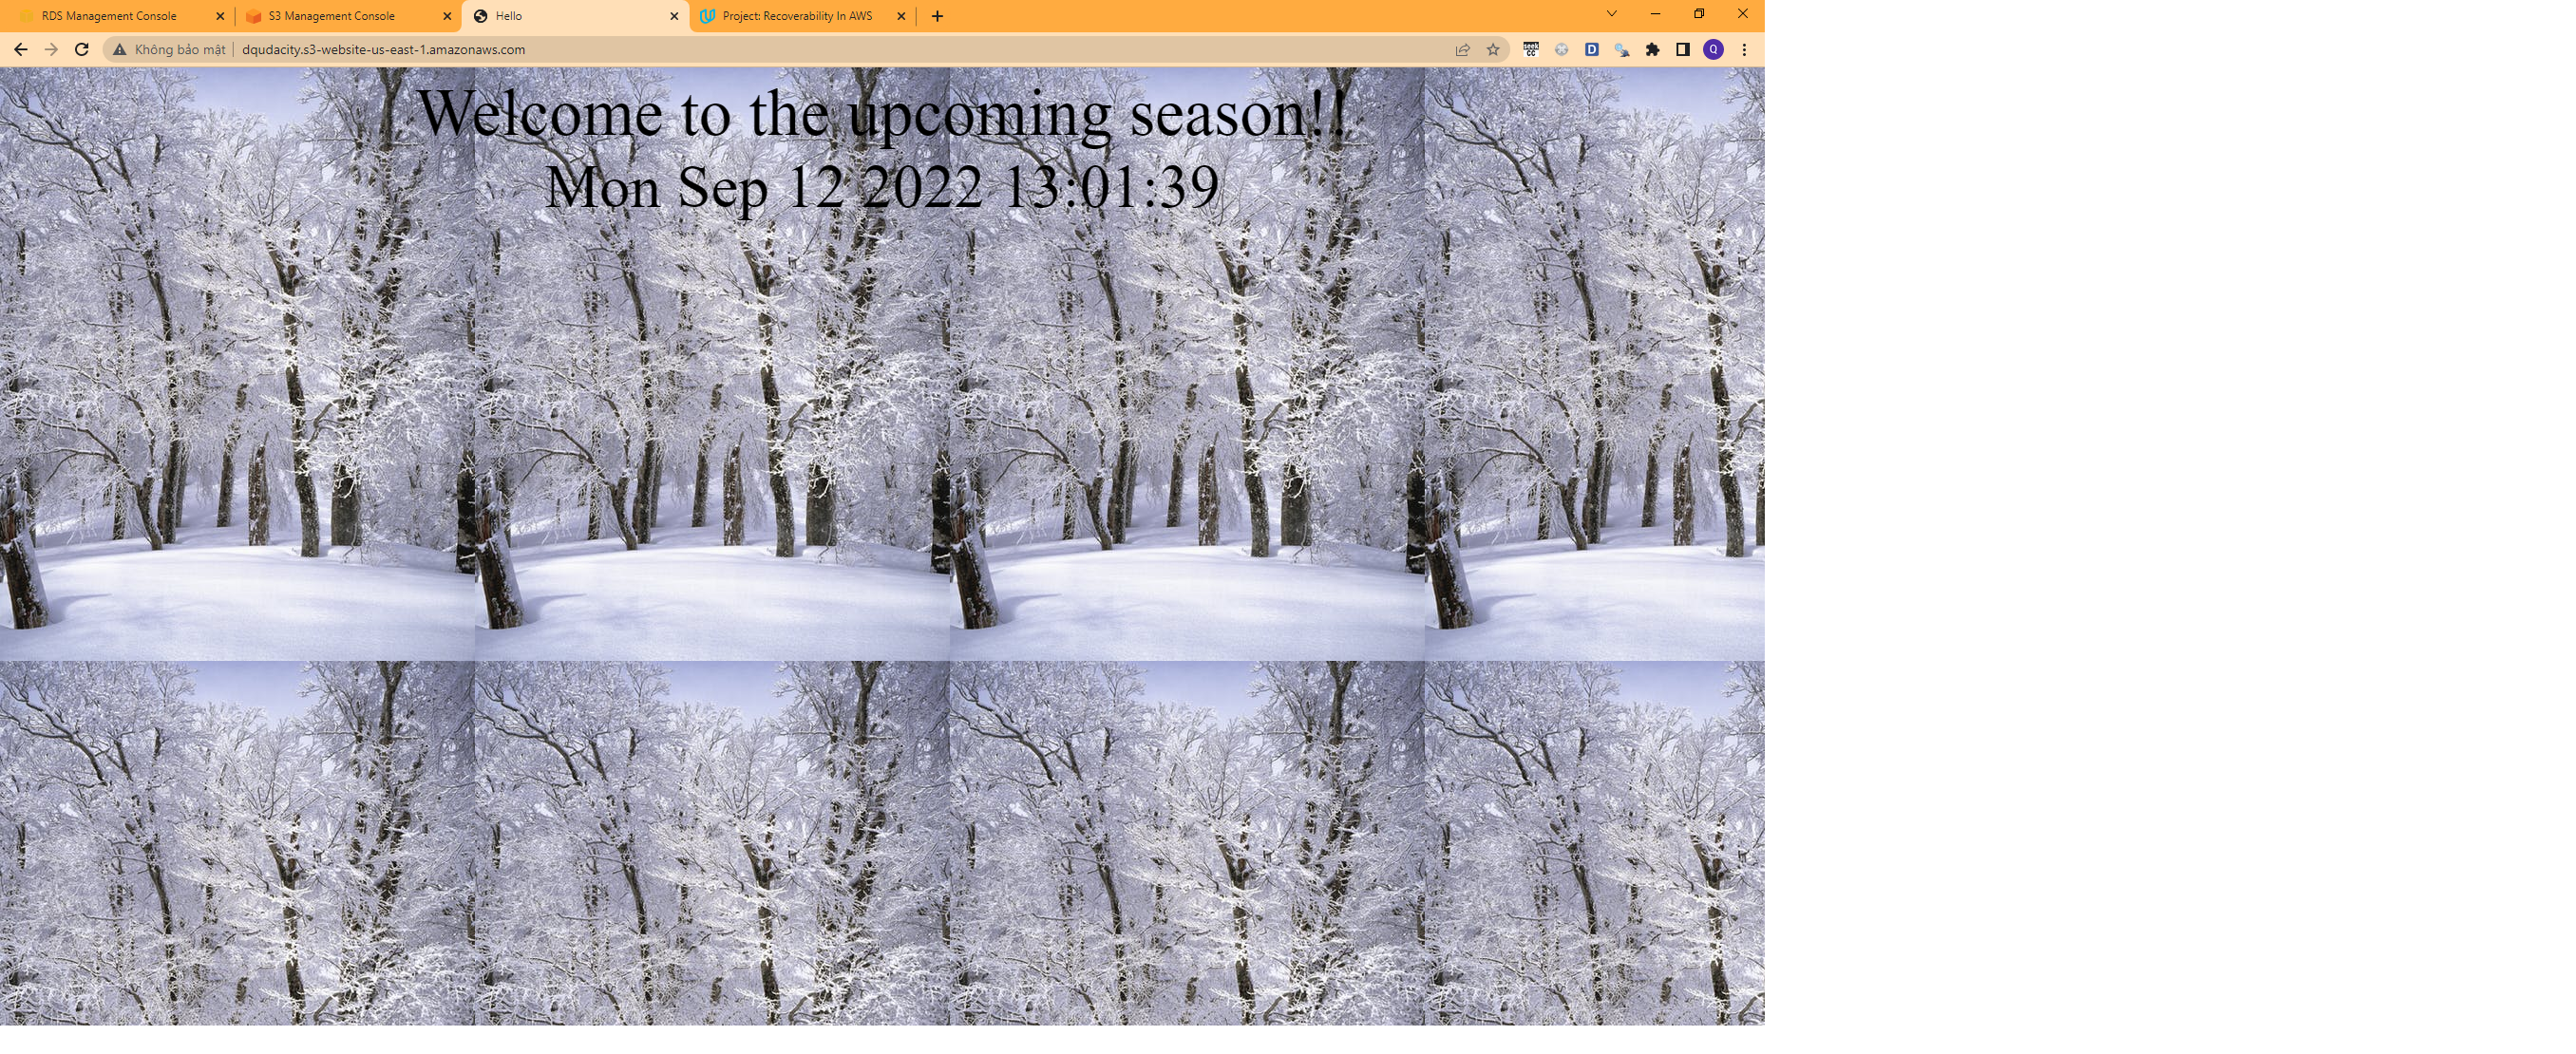 RDS Management Console
S3 Management Console
Hello
Project: Recoverability In AWS
Không bảo mật
dqudacity.s3-website-us-east-1.amazonaws.com
D
Q
Welcome to the upcoming season!!
Mon Sep 12 2022 13:01:39